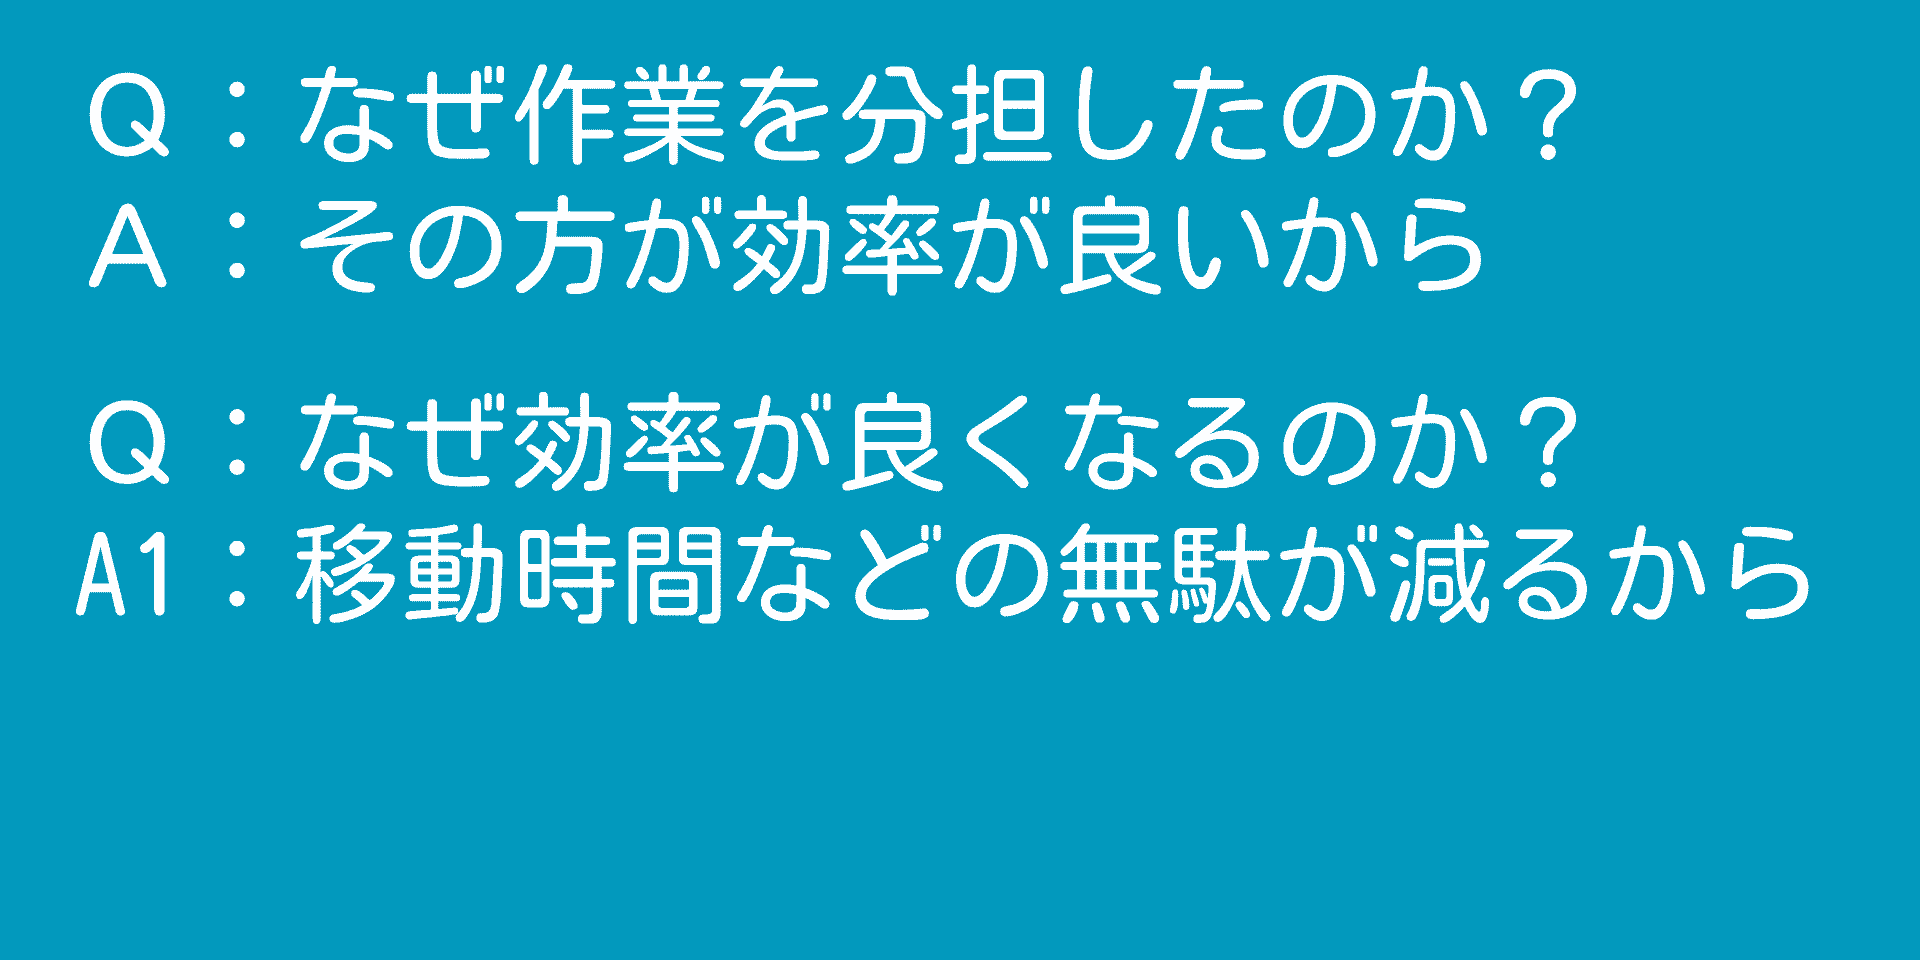 Ｑ：なぜ作業を分担したのか？
Ａ：その方が効率が良いから
Ｑ：なぜ効率が良くなるのか？
A1：移動時間などの無駄が減るから